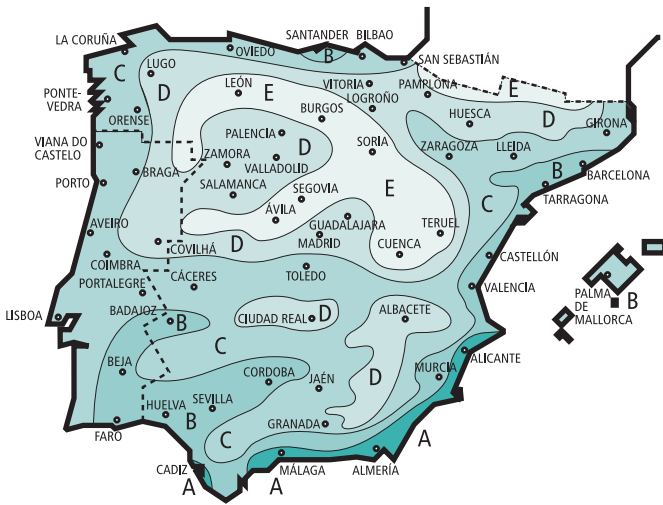 SANTANDER BILBAO
LA CORUÑA
OVIEDO
B
SAN SEBASTIÁN
LUGO
C
D
LEÓN
E
VITORIA
PAMPLONA
E
PONTE-
VEDRA
LOGROÑO
ORENSE
BURGOS
HUESCA
D
GIRONA
PALENCIA
VIANA DO
CASTELO
SORIA
D
ZAMORA
VALLADOLID
ZARAGOZA
LLEIDA
B
BARCELONA
BRAGA
PORTO
SALAMANCA
SEGOVIA
E
TARRAGONA
C
ÁVILA
AVEIRO
GUADALAJARA
TERUEL
MADRID
D
COVILHÁ
CUENCA
CASTELLÓN
COIMBRA
TOLEDO
CÁCERES
PORTALEGRE
VALENCIA
PALMA
DE
MALLORCA
B
LISBOA
BADAJOZ
B
CIUDAD REAL
D
ALBACETE
C
BEJA
CORDOBA
JAÉN
D
MURCIA
ALICANTE
HUELVA
SEVILLA
B
GRANADA
FARO
C
A
CADIZ
A
A
MÁLAGA
ALMERÍA